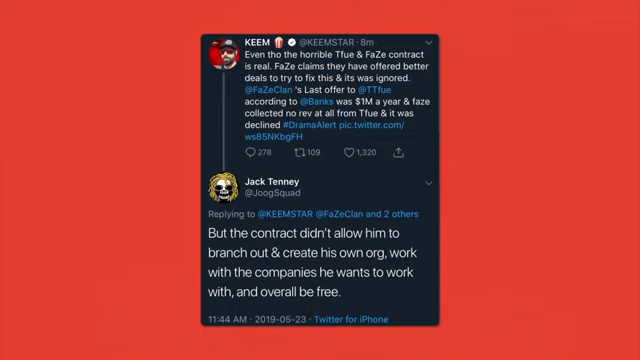 KEEM 🍿 @KEEMSTAR · 8m
Even tho the horrible Tfue & FaZe contract
is real. FaZe claims they have offered better
deals to try to fix this & its was ignored.
@FaZeClan 's Last offer to @TTfue
according to @Banks was $1M a year & faze
collected no rev at all from Tfue & it was
declined #DramaAlert pic.twitter.com/
ws85NKbgFH
278 109 1,320
Jack Tenney
@JoogSquad
Replying to @KEEMSTAR @FaZeClan and 2 others
But the contract didn't allow him to
branch out & create his own org, work
with the companies he wants to work
with, and overall be free.
11:44 AM · 2019-05-23 · Twitter for iPhone